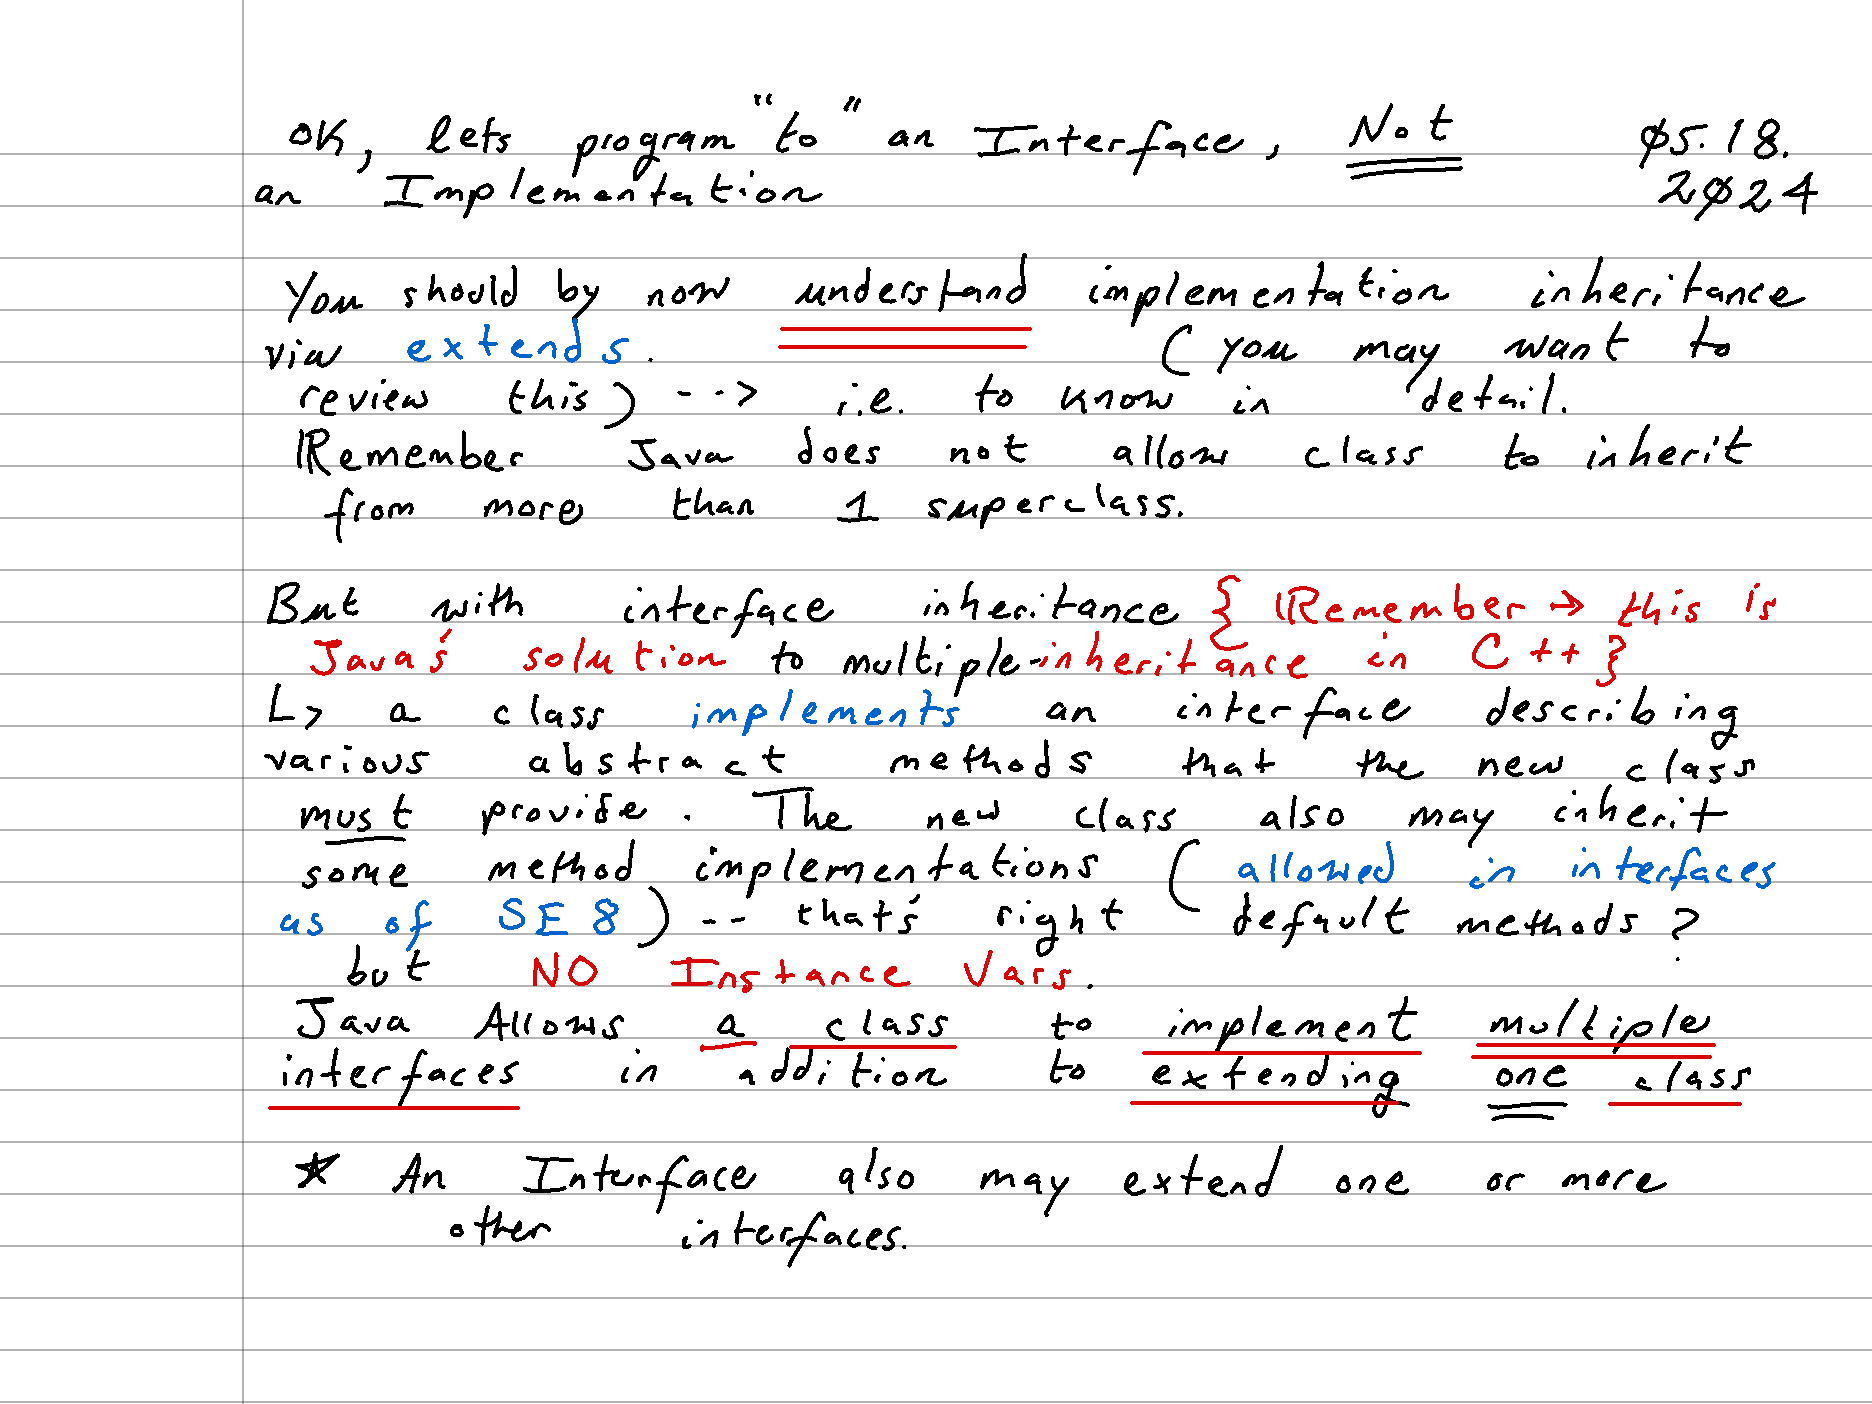 OK, lets program "to" an Interface, Not
an Implementation
05.18.
2024
You should by now understand implementation inheritance
via extends. (you may want to
review this) --> i.e. to know in detail.
Remember Java does not allow class to inherit
from more than 1 superclass.
But with interface inheritance { Remember → this is
Java's solution to multiple-inheritance in C++}
L> a class implements an interface describing
various abstract methods that the new class
must provide. The new class also may inherit
some method implementations (allowed in interfaces
as of SE8) -- that's right default methods?
but NO Instance Vars.
Java Allows a class to implement multiple
interfaces in addition to extending one class
* An Interface also may extend one or more
other interfaces.